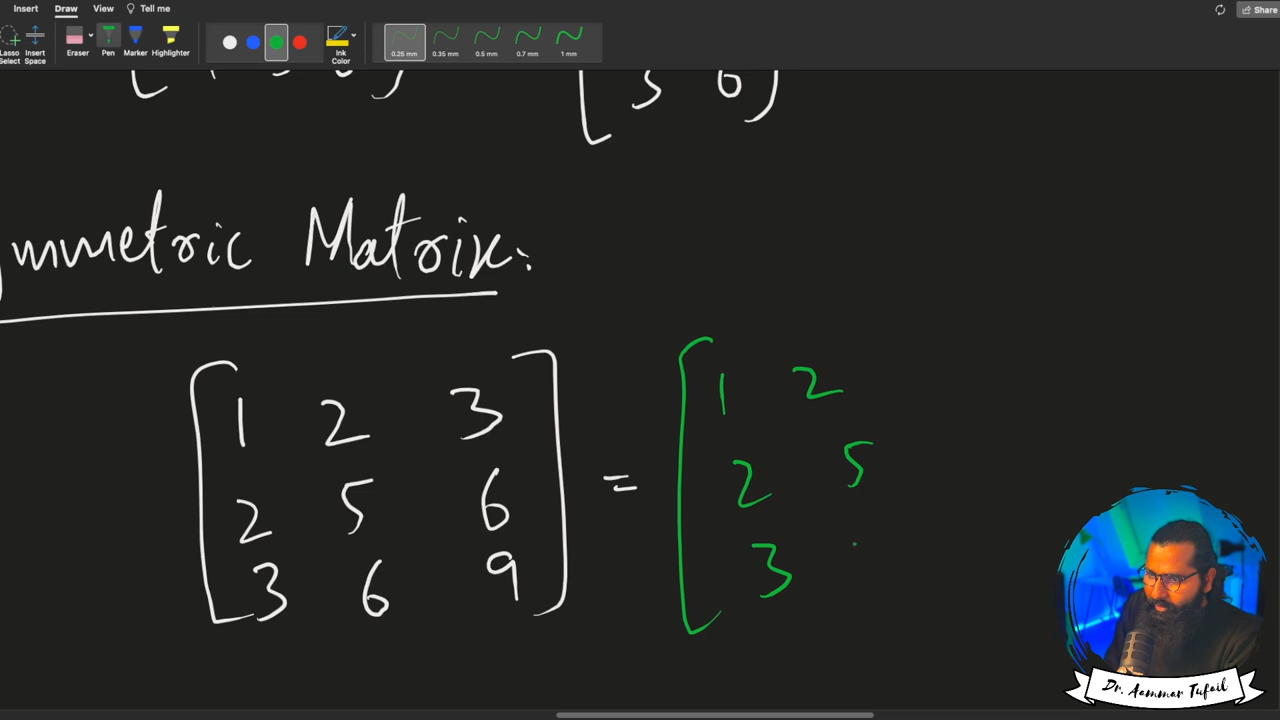 Insert Draw View Tell me Share
Lasso Select Insert Space Eraser Pen Marker Highlighter Ink Color 0.25 mm 0.35 mm 0.5 mm 0.7 mm 1 mm
3 6
mmetric Matrix:
1 2 3 = 1 2
2 5 6 2 5
3 6 9 3
Dr. Aammar Tufail